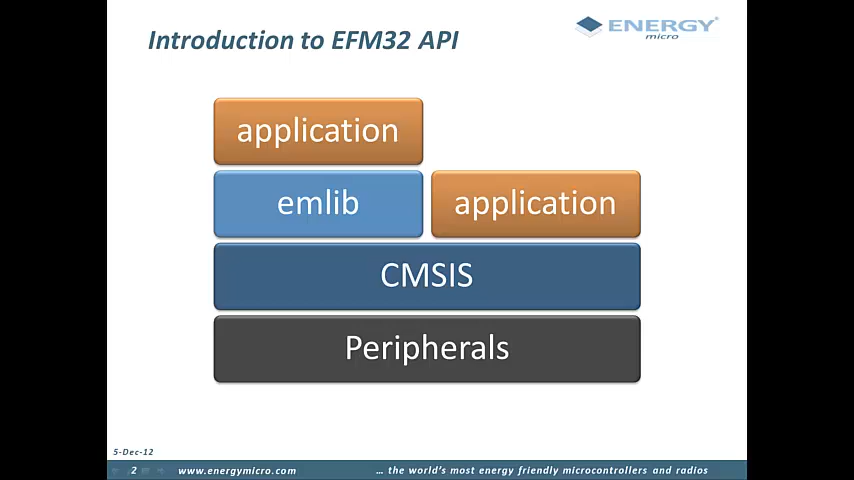 Introduction to EFM32 API
ENERGY®
micro
application
emlib
application
CMSIS
Peripherals
5-Dec-12
2
www.energymicro.com
... the world's most energy friendly microcontrollers and radios